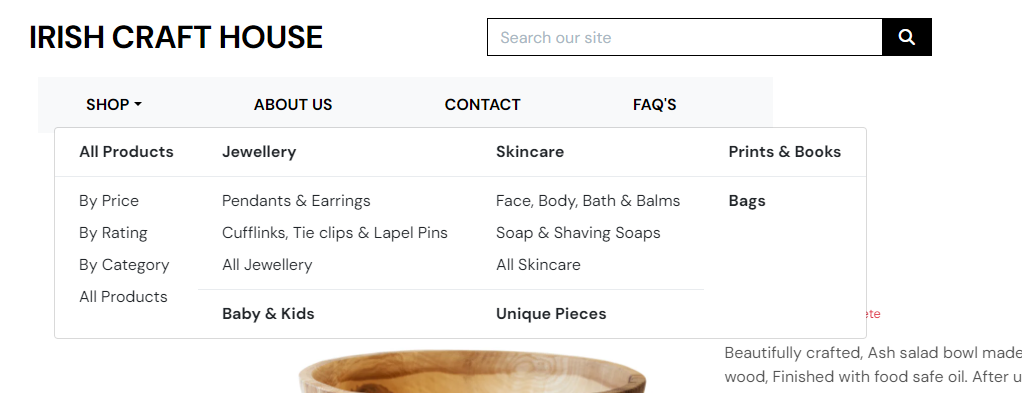 IRISH CRAFT HOUSE
Search our site
SHOP
ABOUT US
CONTACT
FAQ'S
All Products
By Price
By Rating
By Category
All Products
Jewellery
Pendants & Earrings
Cufflinks, Tie clips & Lapel Pins
All Jewellery
Baby & Kids
Skincare
Face, Body, Bath & Balms
Soap & Shaving Soaps
All Skincare
Unique Pieces
Prints & Books
Bags
Beautifully crafted, Ash salad bowl made
wood, Finished with food safe oil. After u